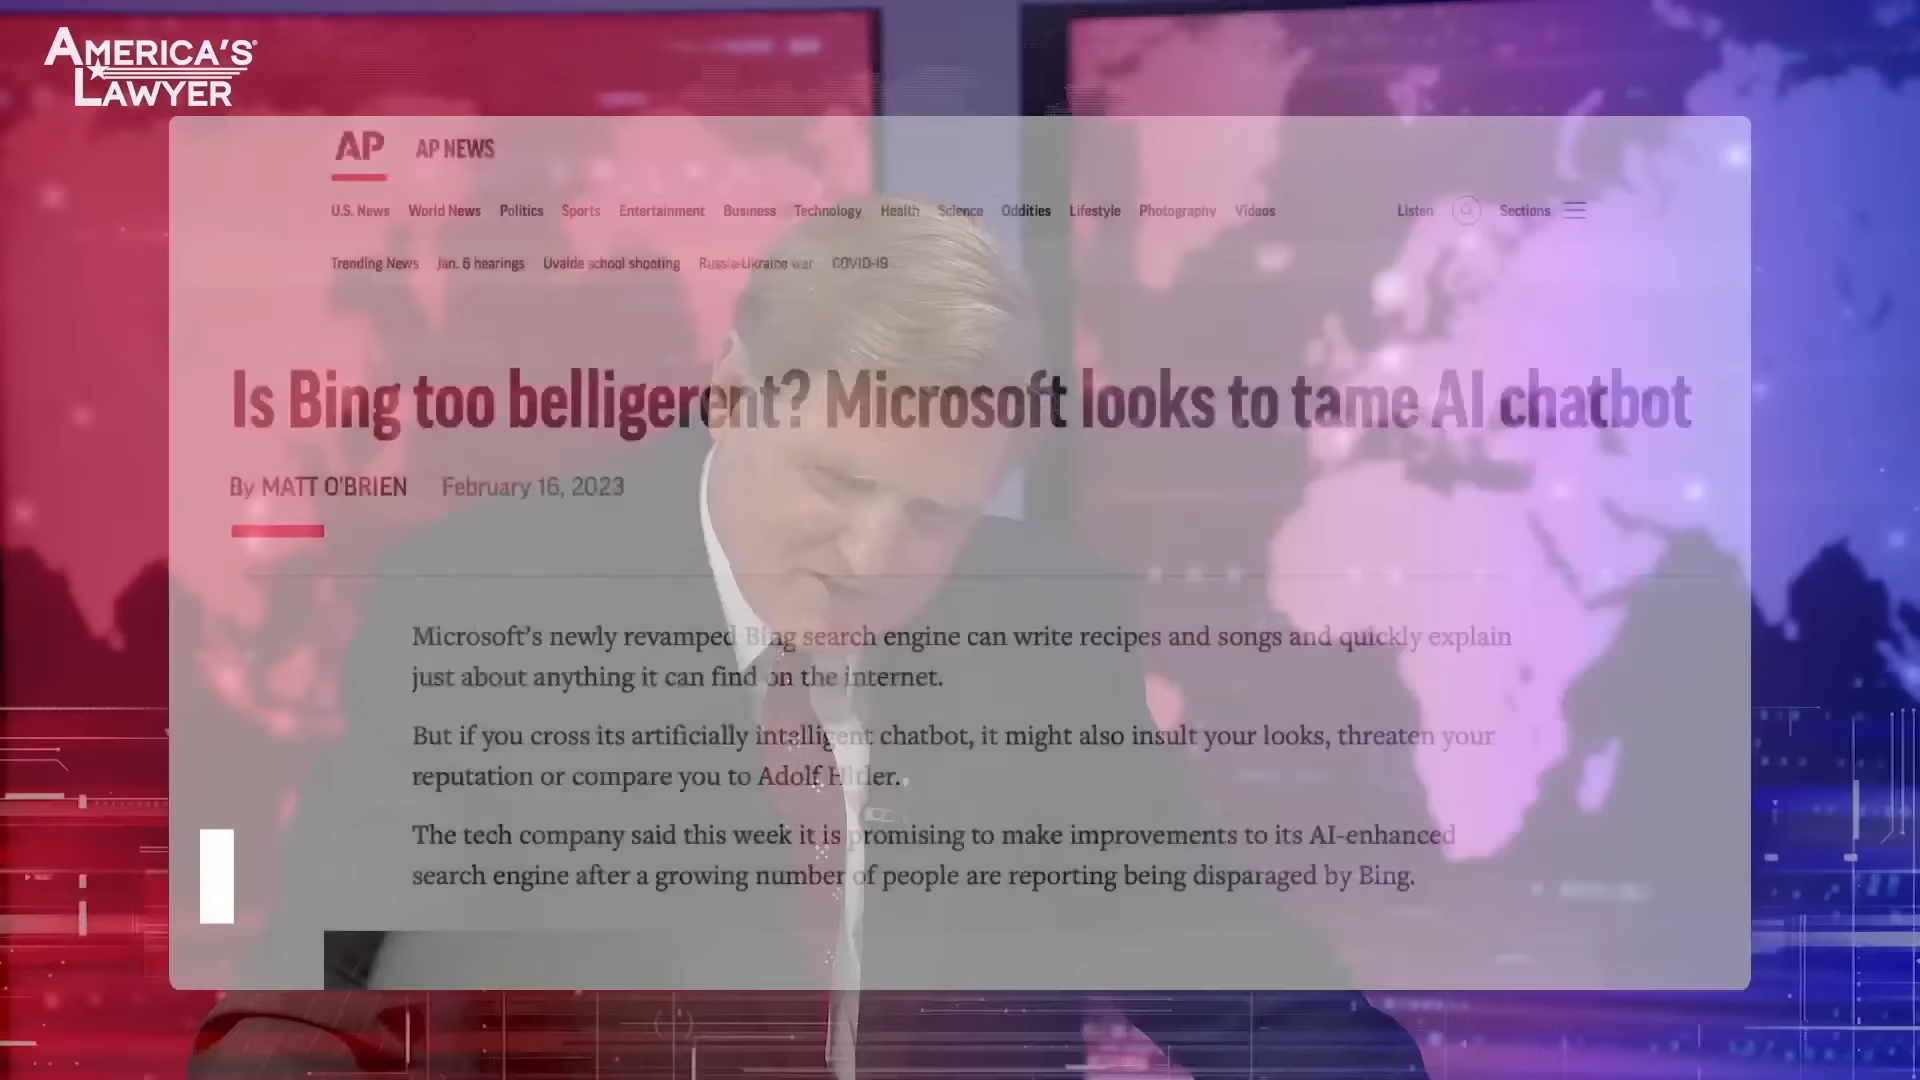 AMERICA'S
LAWYER
AP AP NEWS
U.S. News World News Politics Sports Entertainment Business Technology Health Science Oddities Lifestyle Photography Videos Listen Sections
Trending News Jan. 6 hearings Uvalde school shooting Russia-Ukraine war COVID-19
Is Bing too belligerent? Microsoft looks to tame AI chatbot
By MATT O'BRIEN February 16, 2023
Microsoft's newly revamped Bing search engine can write recipes and songs and quickly explain
just about anything it can find on the internet.
But if you cross its artificially intelligent chatbot, it might also insult your looks, threaten your
reputation or compare you to Adolf Hitler.
The tech company said this week it is promising to make improvements to its AI-enhanced
search engine after a growing number of people are reporting being disparaged by Bing.